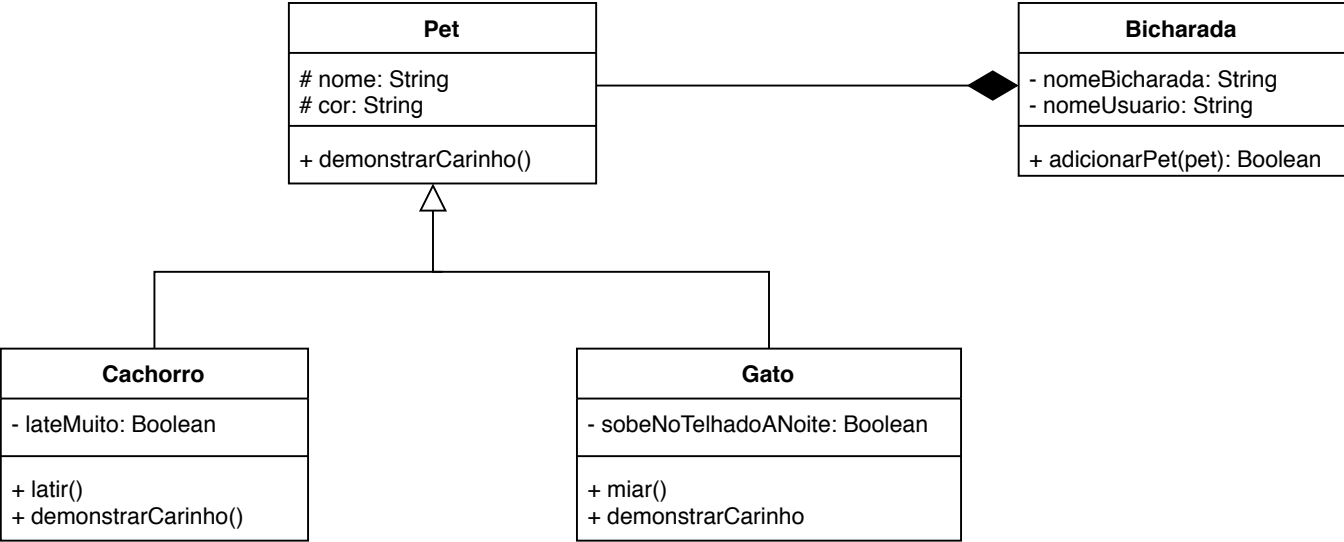 Pet
# nome: String
# cor: String
+ demonstrarCarinho()
Bicharada
- nomeBicharada: String
- nomeUsuario: String
+ adicionarPet(pet): Boolean
Cachorro
- lateMuito: Boolean
+ latir()
+ demonstrarCarinho()
Gato
- sobeNoTelhadoANoite: Boolean
+ miar()
+ demonstrarCarinho